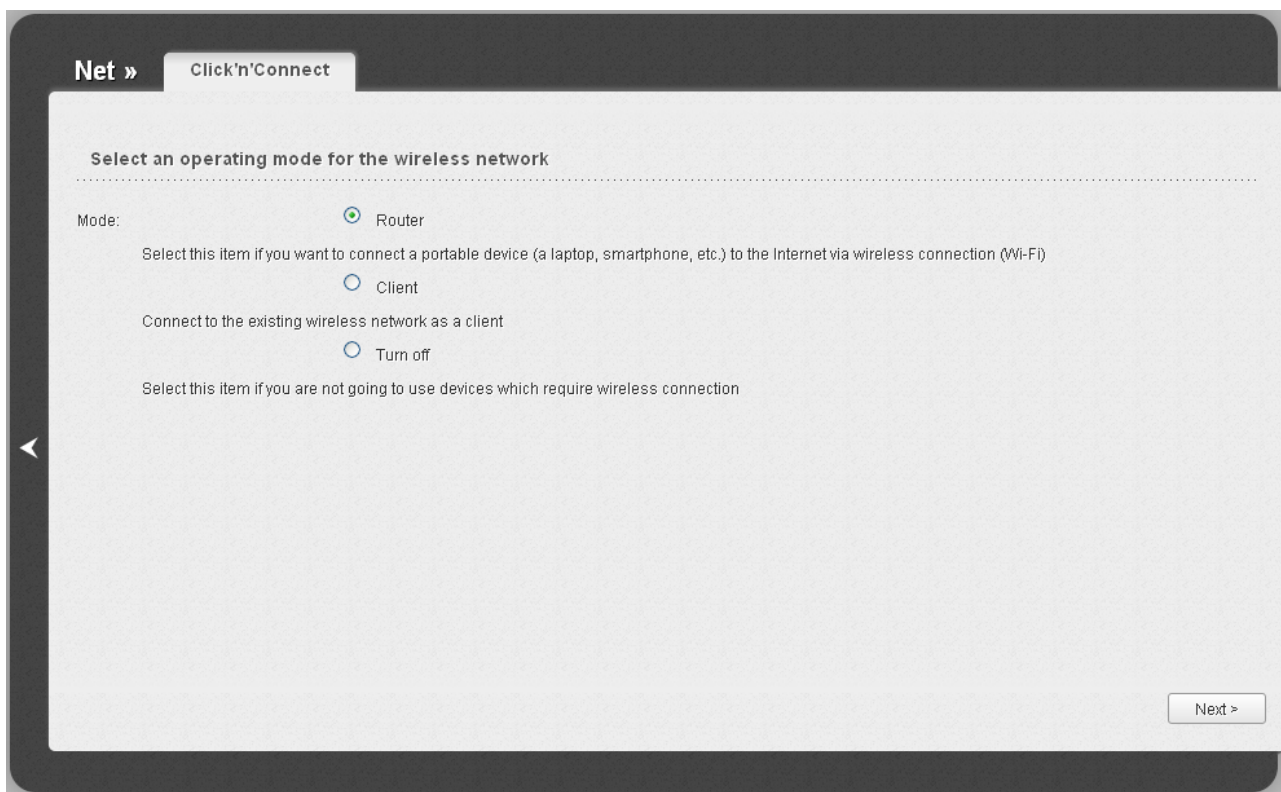 Net »
Click'n'Connect
Select an operating mode for the wireless network
Mode:
Router
Select this item if you want to connect a portable device (a laptop, smartphone, etc.) to the Internet via wireless connection (Wi-Fi)
Client
Connect to the existing wireless network as a client
Turn off
Select this item if you are not going to use devices which require wireless connection
Next >